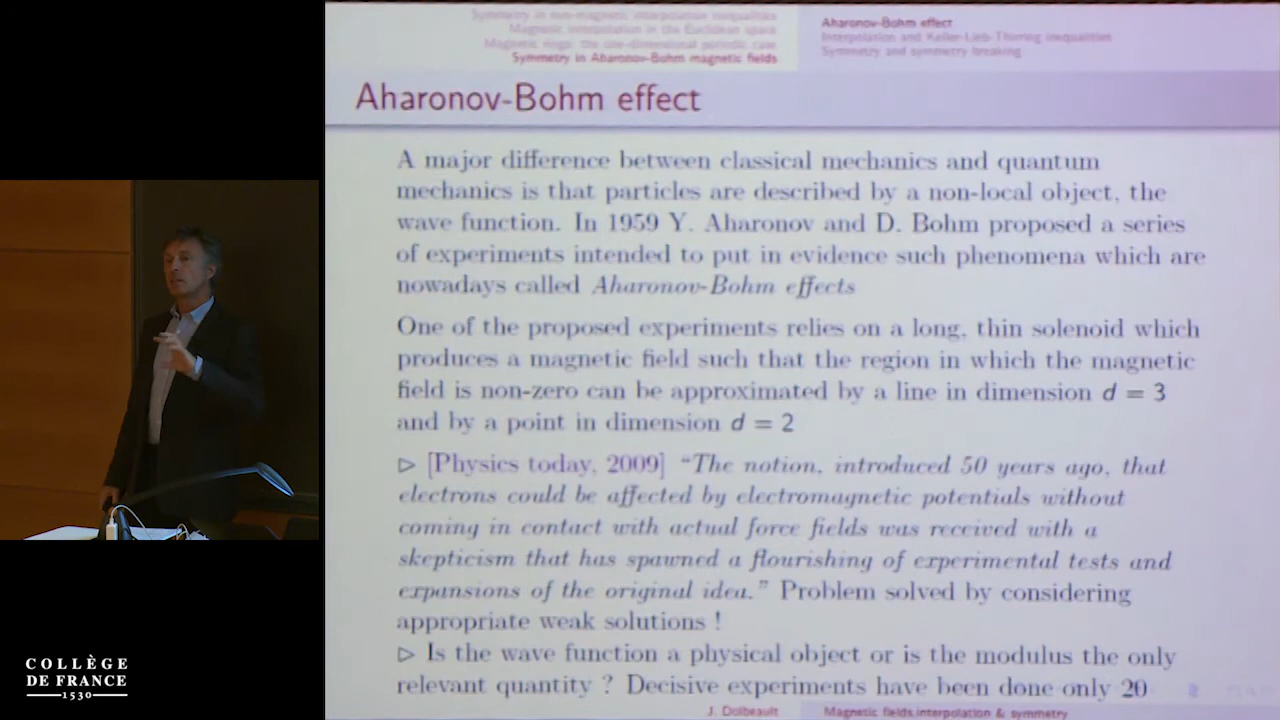 Symmetry in non-magnetic interpolation inequalities
Magnetic interpolation in the Euclidean space
Magnetic rings: the one-dimensional periodic case
Symmetry in Aharonov-Bohm magnetic fields
Aharonov-Bohm effect
Interpolation and Keller-Lieb-Thirring inequalities
Symmetry and symmetry breaking
Aharonov-Bohm effect
A major difference between classical mechanics and quantum
mechanics is that particles are described by a non-local object, the
wave function. In 1959 Y. Aharonov and D. Bohm proposed a series
of experiments intended to put in evidence such phenomena which are
nowadays called Aharonov-Bohm effects
One of the proposed experiments relies on a long, thin solenoid which
produces a magnetic field such that the region in which the magnetic
field is non-zero can be approximated by a line in dimension d = 3
and by a point in dimension d = 2
▷ [Physics today, 2009] “The notion, introduced 50 years ago, that
electrons could be affected by electromagnetic potentials without
coming in contact with actual force fields was received with a
skepticism that has spawned a flourishing of experimental tests and
expansions of the original idea.” Problem solved by considering
appropriate weak solutions !
▷ Is the wave function a physical object or is the modulus the only
relevant quantity ? Decisive experiments have been done only 20
J. Dolbeault
Magnetic fields, interpolation & symmetry
COLLÈGE
DE FRANCE
1530